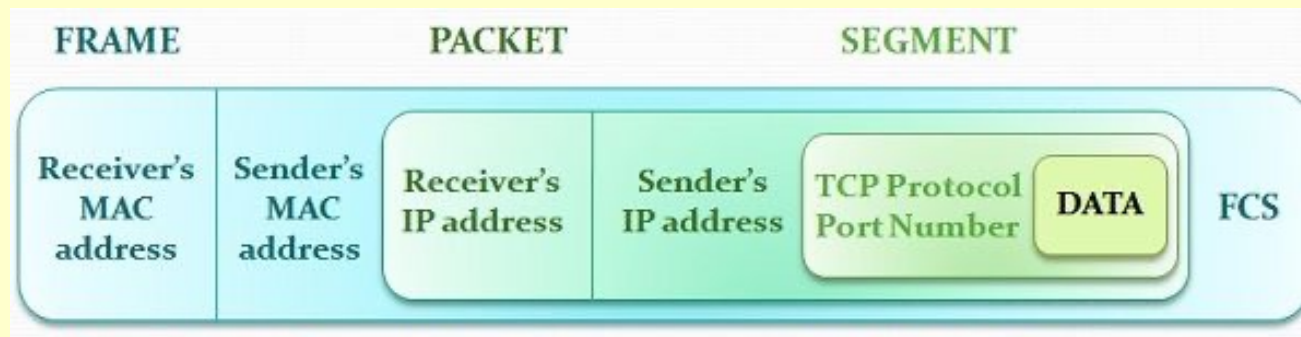 FRAME
PACKET
SEGMENT
Receiver's
MAC
address
Sender's
MAC
address
Receiver's
IP address
Sender's
IP address
TCP Protocol
Port Number
DATA
FCS